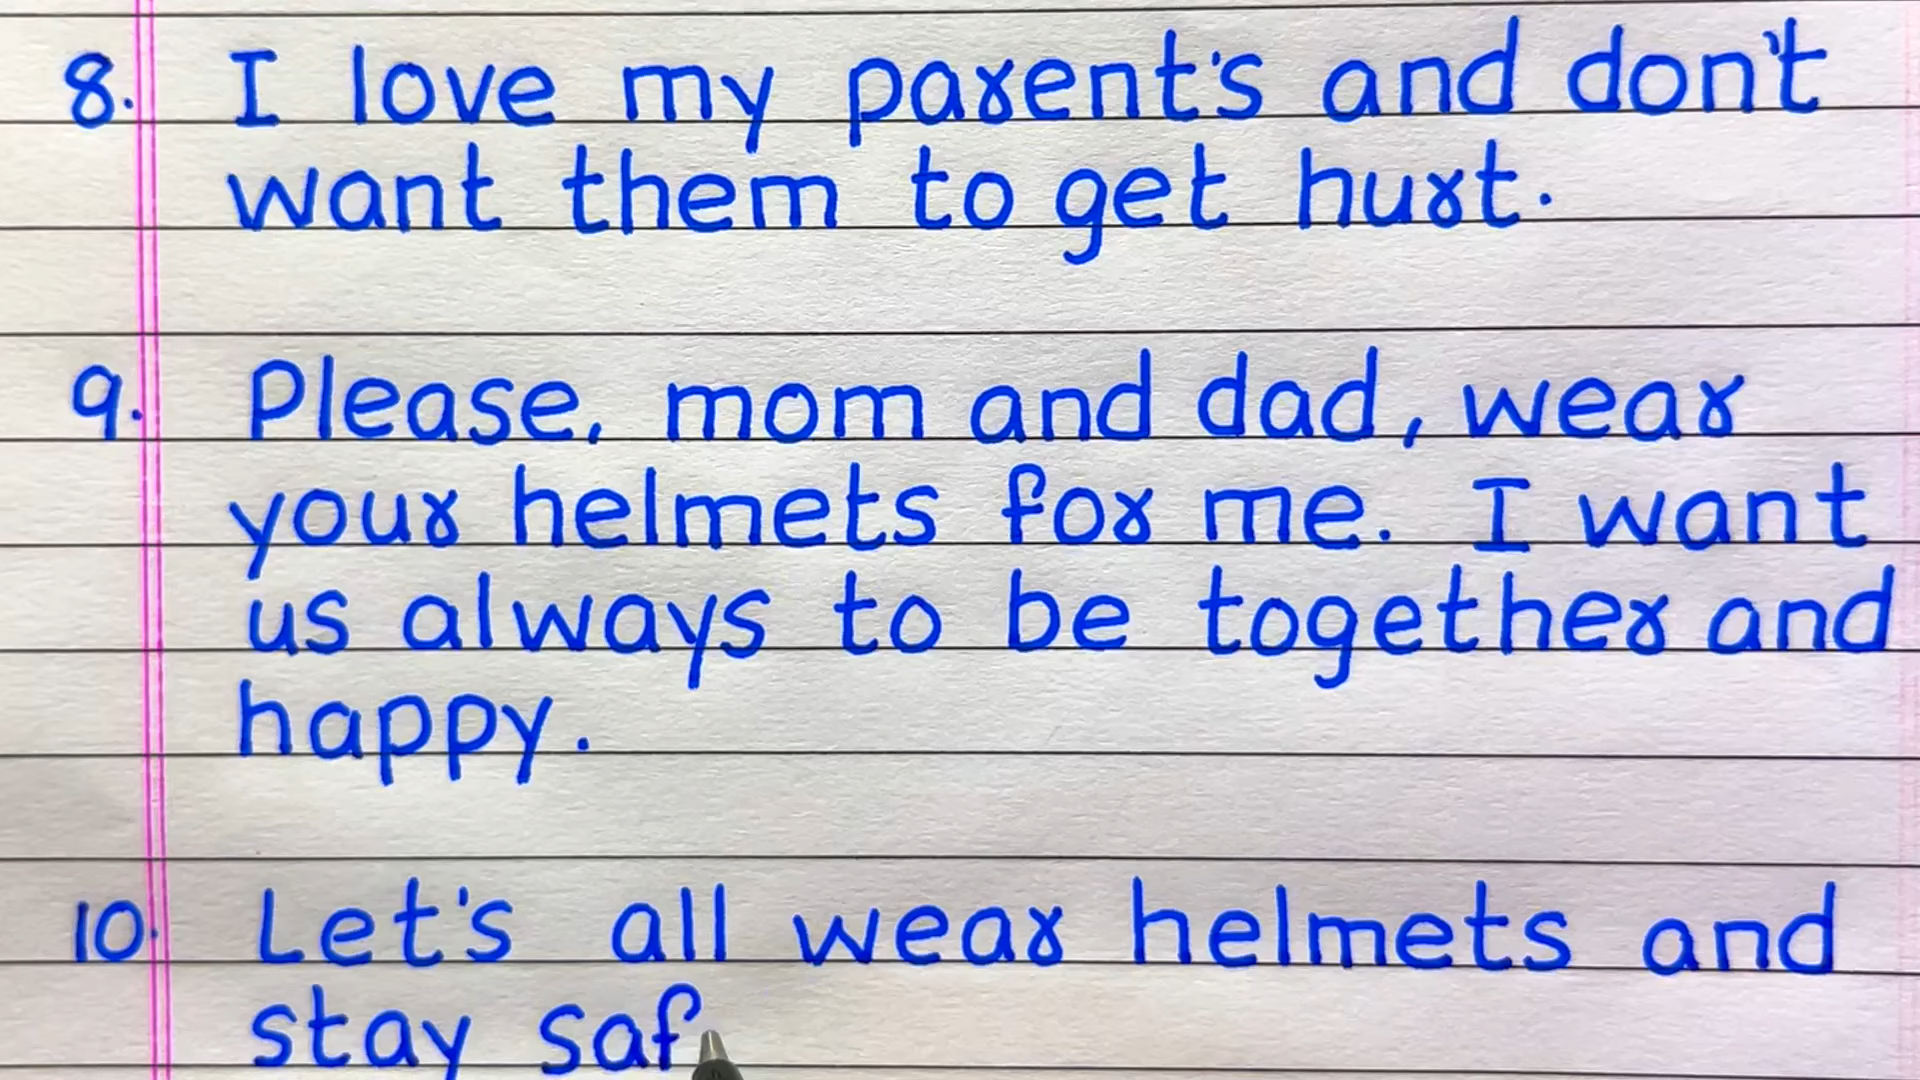 8. I love my parent's and don't
want them to get hurt.
9. Please, mom and dad, wear
your helmets for me. I want
us always to be together and
happy.
10. Let's all wear helmets and
stay saf